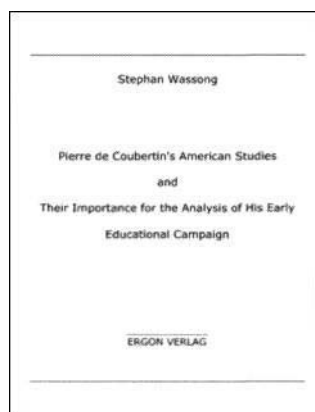 Stephan Wassong
Pierre de Coubertin's American Studies
and
Their Importance for the Analysis of His Early
Educational Campaign
ERGON VERLAG